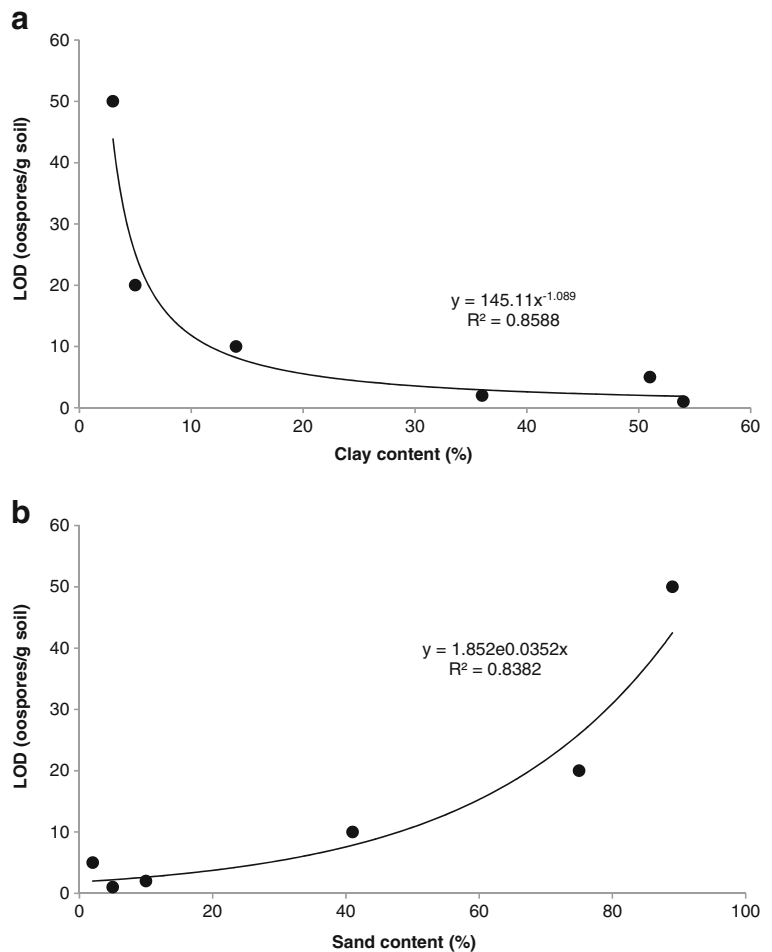 a
60
50
40
30
20
10
0
LOD (oospores/g soil)
y = 145.11x^-1.089
R² = 0.8588
0 10 20 30 40 50 60
Clay content (%)
b
60
50
40
30
20
10
0
LOD (oospores/g soil)
y = 1.852e0.0352x
R² = 0.8382
0 20 40 60 80 100
Sand content (%)